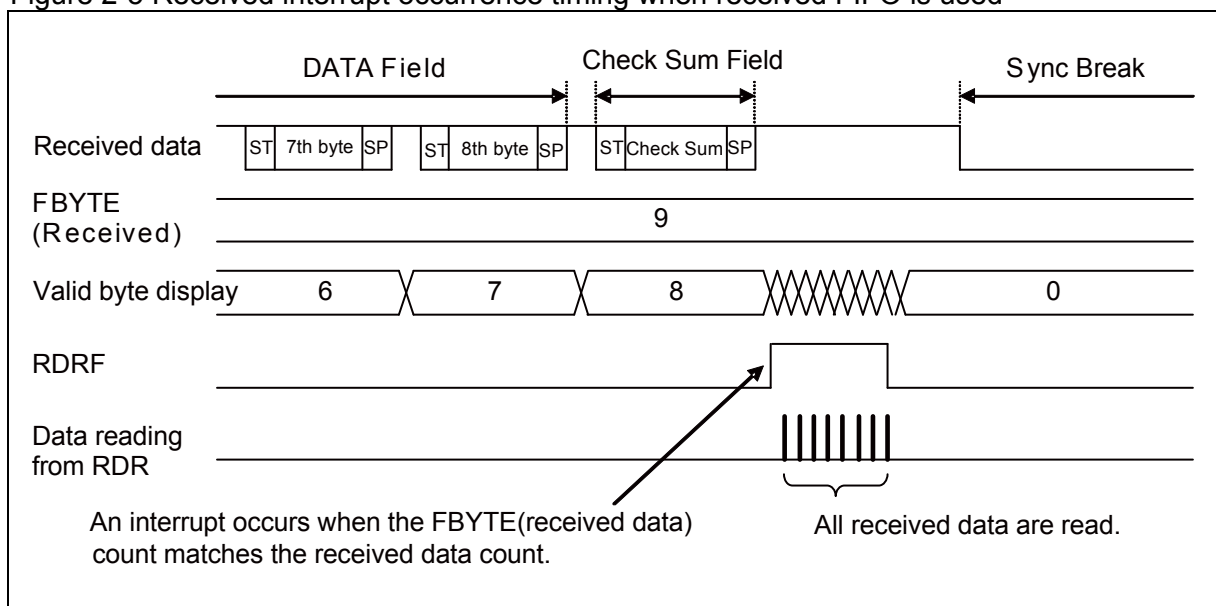 Figure 2-3 Received interrupt occurrence timing when received FIFO is used
DATA Field
Check Sum Field
Sync Break
Received data
ST
7th byte
SP
ST
8th byte
SP
ST
Check Sum
SP
FBYTE
(Received)
9
Valid byte display
6
7
8
0
RDRF
Data reading
from RDR
An interrupt occurs when the FBYTE(received data)
count matches the received data count.
All received data are read.